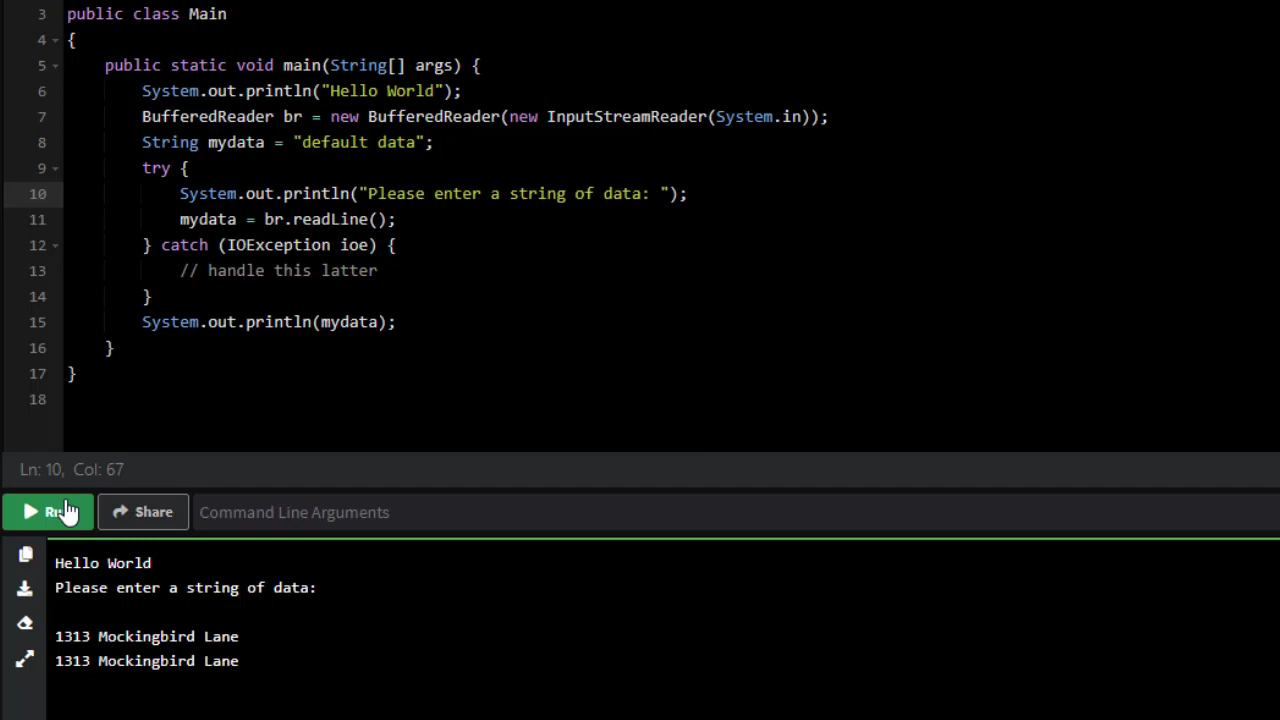 3 public class Main
4 {
5 public static void main(String[] args) {
6 System.out.println("Hello World");
7 BufferedReader br = new BufferedReader(new InputStreamReader(System.in));
8 String mydata = "default data";
9 try {
10 System.out.println("Please enter a string of data: ");
11 mydata = br.readLine();
12 } catch (IOException ioe) {
13 // handle this latter
14 }
15 System.out.println(mydata);
16 }
17 }
18
Ln: 10, Col: 67
Share Command Line Arguments
Hello World
Please enter a string of data:
1313 Mockingbird Lane
1313 Mockingbird Lane